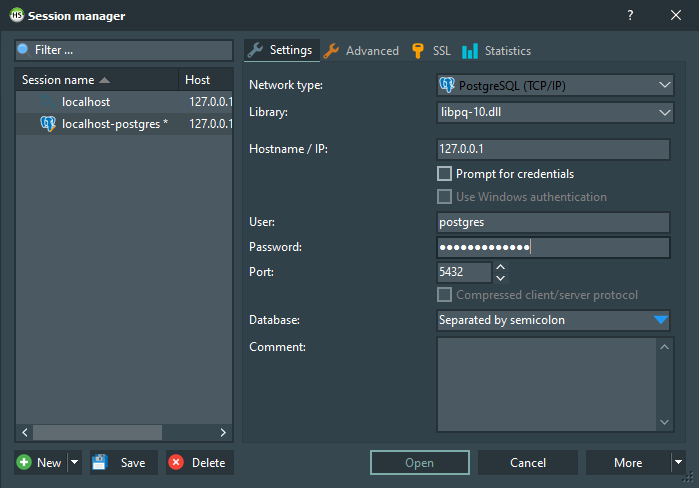 HS Session manager ? ×
Filter ...
Session name Host
localhost 127.0.0.1
localhost-postgres * 127.0.0.1
New Save Delete
Settings Advanced SSL Statistics
Network type: PostgreSQL (TCP/IP)
Library: libpq-10.dll
Hostname / IP: 127.0.0.1
Prompt for credentials
Use Windows authentication
User: postgres
Password: ●●●●●●●●●●●●●
Port: 5432
Compressed client/server protocol
Database: Separated by semicolon
Comment:
Open Cancel More